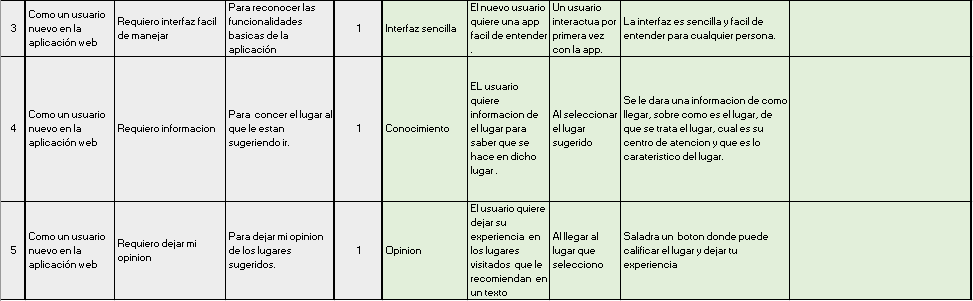 3
Como un usuario
nuevo en la
aplicación web
Requiero interfaz facil
de manejar
Para reconocer las
funcionalidades
basicas de la
aplicación
1
Interfaz sencilla
El nuevo usuario
quiere una app
facil de entender
.
Un usuario
interactua por
primera vez
con la app.
La interfaz es sencilla y facil de
entender para cualquier persona.
4
Como un usuario
nuevo en la
aplicación web
Requiero informacion
Para concer el lugar al
que le estan
sugeriendo ir.
1
Conocimiento
EL usuario
quiere
informacion de
el lugar para
saber que se
hace en dicho
lugar .
Al seleccionar
el lugar
sugerido
Se le dara una informacion de como
llegar, sobre como es el lugar, de
que se trata el lugar, cual es su
centro de atencion y que es lo
carateristico del lugar.
5
Como un usuario
nuevo en la
aplicación web
Requiero dejar mi
opinion
Para dejar mi opinion
de los lugares
sugeridos.
1
Opinion
El usuario quiere
dejar su
experiencia en
los lugares
visitados que le
recomiendan en
un texto
Al llegar al
lugar que
selecciono
Saladra un boton donde puede
calificar el lugar y dejar tu
experiencia